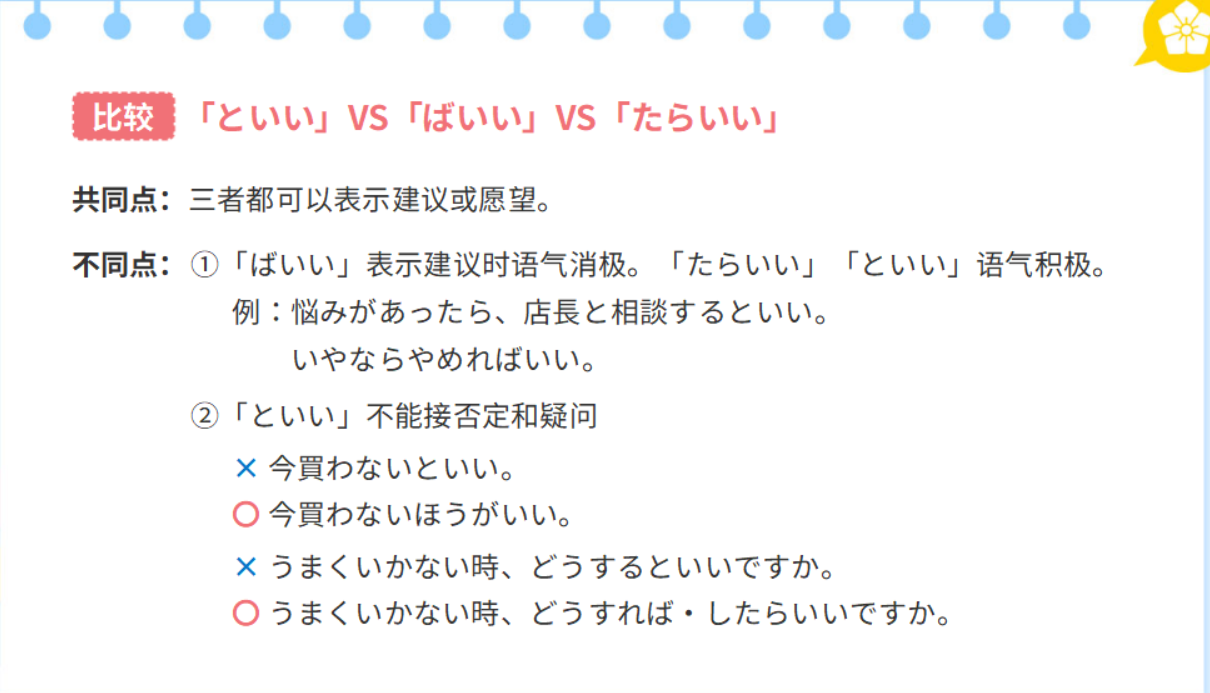 比较 「といい」VS「ばいい」VS「たらいい」
共同点：三者都可以表示建议或愿望。
不同点：①「ばいい」表示建议时语气消极。「たらいい」「といい」语气积极。
例：悩みがあったら、店長と相談するといい。
いやならやめればいい。
②「といい」不能接否定和疑问
× 今買わないといい。
○ 今買わないほうがいい。
× うまくいかない時、どうするといいですか。
○ うまくいかない時、どうすれば・したらいいですか。